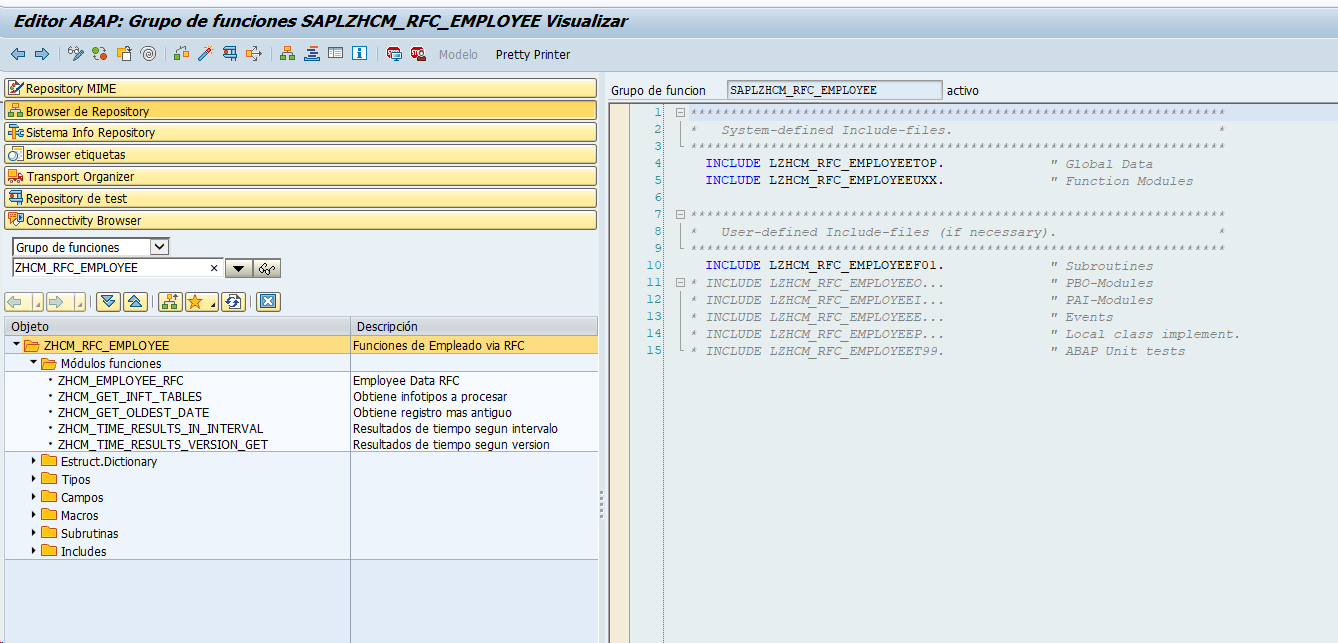 Editor ABAP: Grupo de funciones SAPLZHCM_RFC_EMPLOYEE Visualizar
Modelo Pretty Printer
Repository MIME
Browser de Repository
Sistema Info Repository
Browser etiquetas
Transport Organizer
Repository de test
Connectivity Browser
Grupo de funciones
ZHCM_RFC_EMPLOYEE
Objeto Descripción
ZHCM_RFC_EMPLOYEE Funciones de Empleado via RFC
Módulos funciones
ZHCM_EMPLOYEE_RFC Employee Data RFC
ZHCM_GET_INFT_TABLES Obtiene infotipos a procesar
ZHCM_GET_OLDEST_DATE Obtiene registro mas antiguo
ZHCM_TIME_RESULTS_IN_INTERVAL Resultados de tiempo segun intervalo
ZHCM_TIME_RESULTS_VERSION_GET Resultados de tiempo segun version
Estruct.Dictionary
Tipos
Campos
Macros
Subrutinas
Includes
Grupo de funcion SAPLZHCM_RFC_EMPLOYEE activo
1 *******************************************************************
2 *   System-defined Include-files.                                 *
3 *******************************************************************
4 INCLUDE LZHCM_RFC_EMPLOYEETOP. " Global Data
5 INCLUDE LZHCM_RFC_EMPLOYEEUXX. " Function Modules
6
7 *******************************************************************
8 *   User-defined Include-files (if necessary).                    *
9 *******************************************************************
10 INCLUDE LZHCM_RFC_EMPLOYEEF01. " Subroutines
11 * INCLUDE LZHCM_RFC_EMPLOYEEO... " PBO-Modules
12 * INCLUDE LZHCM_RFC_EMPLOYEEI... " PAI-Modules
13 * INCLUDE LZHCM_RFC_EMPLOYEEE... " Events
14 * INCLUDE LZHCM_RFC_EMPLOYEEP... " Local class implement.
15 * INCLUDE LZHCM_RFC_EMPLOYEET99. " ABAP Unit tests